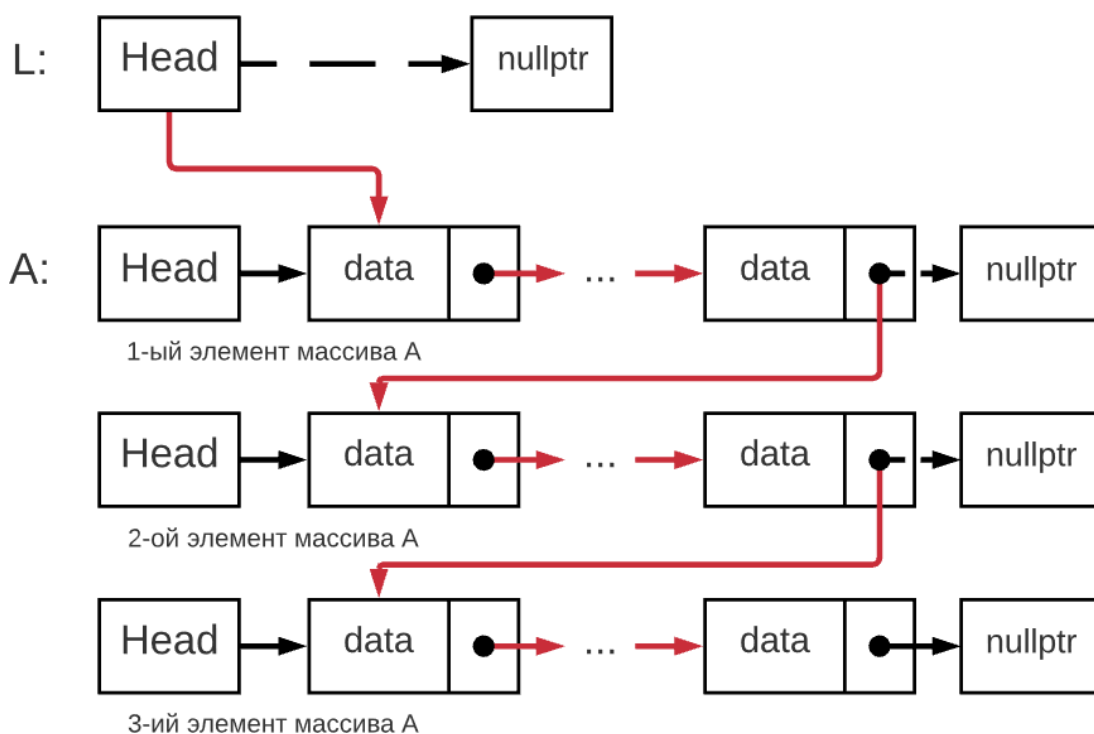 L: Head nullptr
A: Head data ... data nullptr
1-ый элемент массива А
Head data ... data nullptr
2-ой элемент массива А
Head data ... data nullptr
3-ий элемент массива А